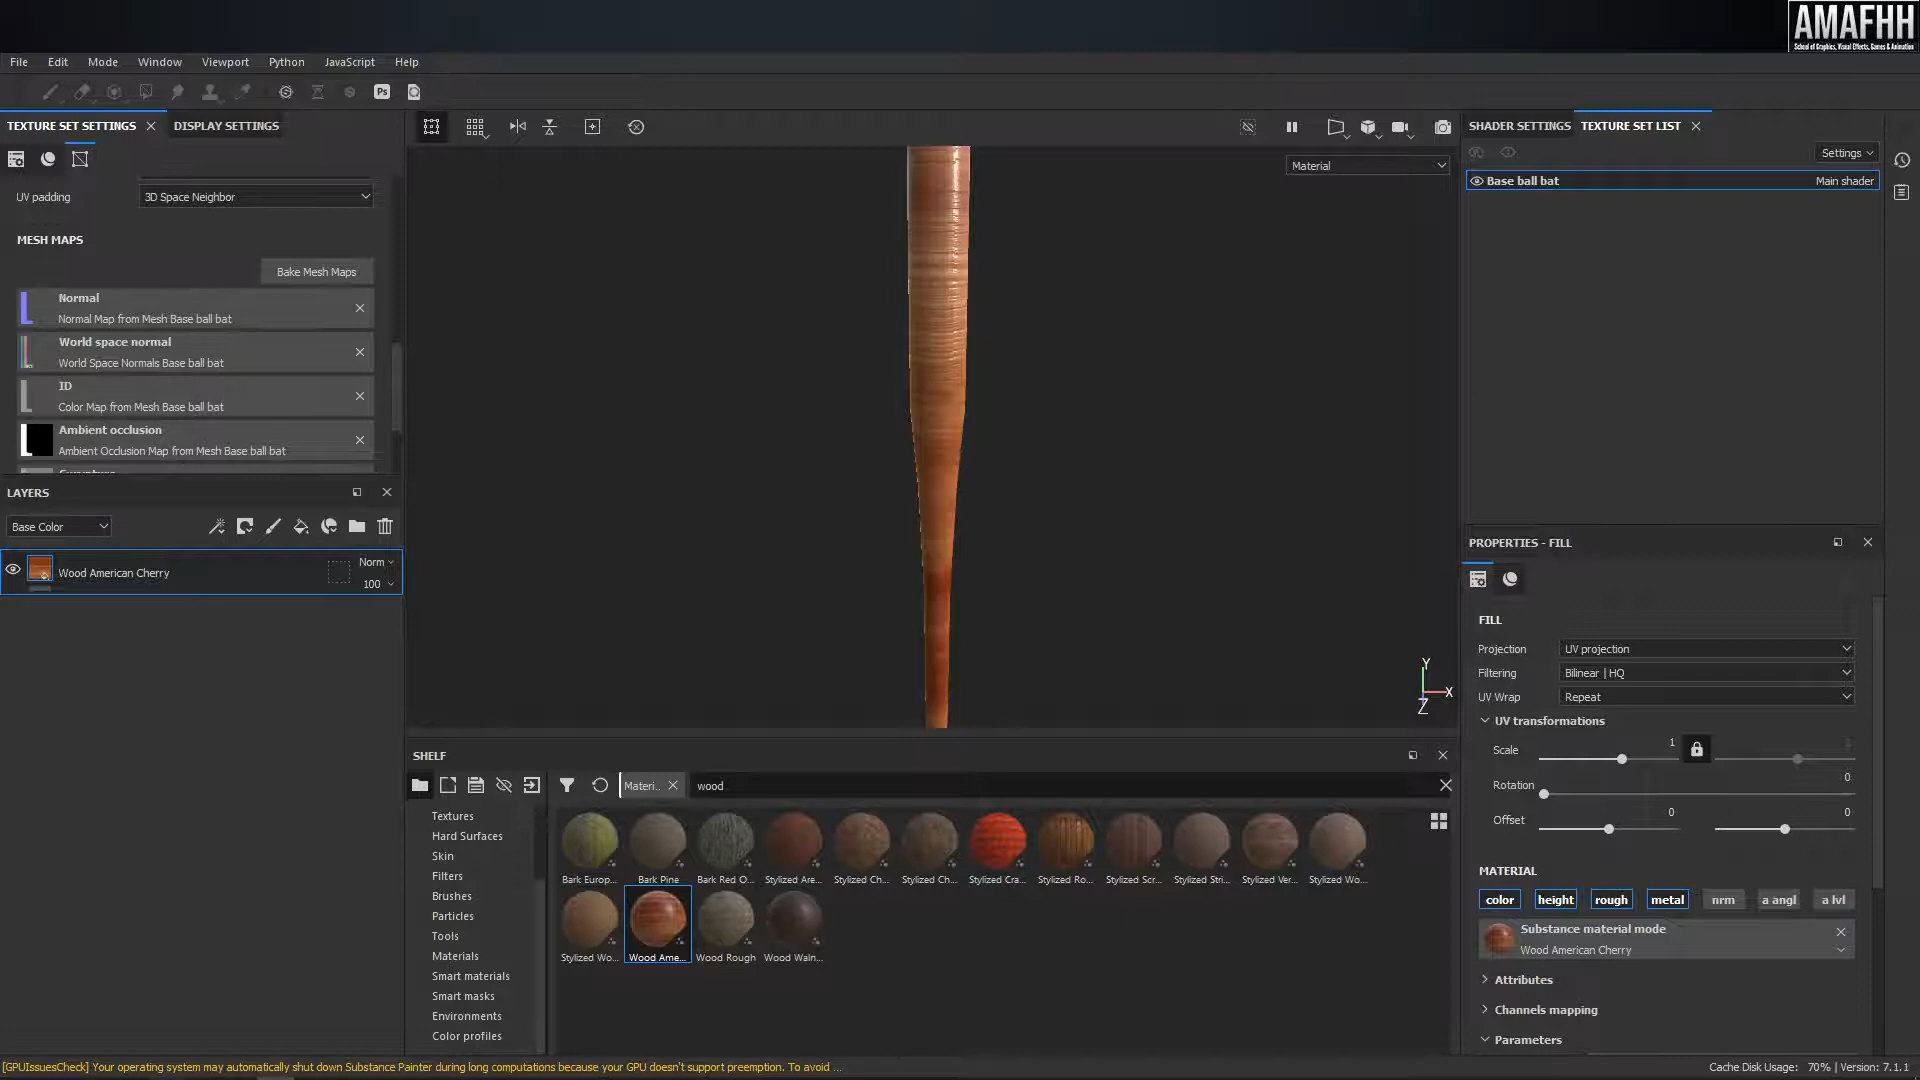 AMAFHH
School of Graphics, Visual Effects, Games & Animation
File Edit Mode Window Viewport Python JavaScript Help
Ps
TEXTURE SET SETTINGS
DISPLAY SETTINGS
UV padding
3D Space Neighbor
MESH MAPS
Bake Mesh Maps
Normal
Normal Map from Mesh Base ball bat
World space normal
World Space Normals Base ball bat
ID
Color Map from Mesh Base ball bat
Ambient occlusion
Ambient Occlusion Map from Mesh Base ball bat
LAYERS
Base Color
Wood American Cherry
Norm
100
Material
Y
X
Z
SHELF
Materi..
wood
Textures
Hard Surfaces
Skin
Filters
Brushes
Particles
Tools
Materials
Smart materials
Smart masks
Environments
Color profiles
Bark Europ... Bark Pine Bark Red O... Stylized Are... Stylized Ch... Stylized Ch... Stylized Cra... Stylized Ro... Stylized Scr... Stylized Stri... Stylized Ver... Stylized Wo...
Stylized Wo... Wood Ame... Wood Rough Wood Waln...
SHADER SETTINGS
TEXTURE SET LIST
Settings
Base ball bat
Main shader
PROPERTIES - FILL
FILL
Projection
UV projection
Filtering
Bilinear | HQ
UV Wrap
Repeat
UV transformations
Scale
1
Rotation
0
Offset
0
0
MATERIAL
color height rough metal nrm a angl a lvl
Substance material mode
Wood American Cherry
Attributes
Channels mapping
Parameters
[GPUIssuesCheck] Your operating system may automatically shut down Substance Painter during long computations because your GPU doesn't support preemption. To avoid ...
Cache Disk Usage: 70% | Version: 7.1.1